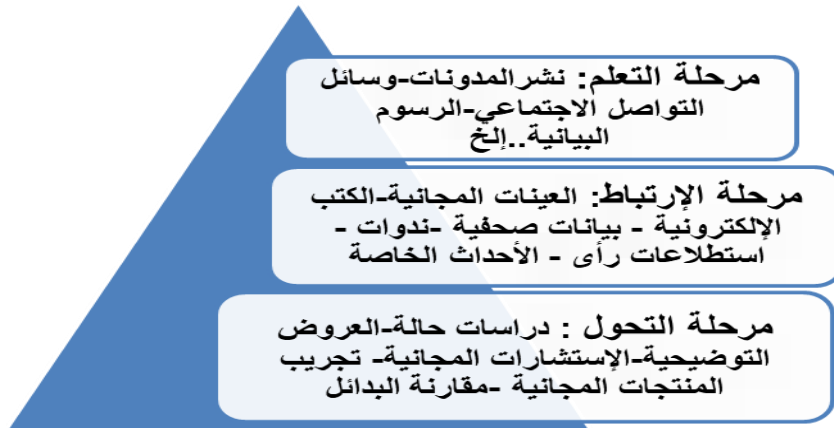 مرحلة التعلم: نشرالمدونات-وسائل
التواصل الاجتماعي-الرسوم
البيانية..إلخ
مرحلة الإرتباط: العينات المجانية-الكتب
الإلكترونية - بيانات صحفية -ندوات -
استطلاعات رأى - الأحداث الخاصة
مرحلة التحول : دراسات حالة-العروض
التوضيحية-الإستشارات المجانية- تجريب
المنتجات المجانية -مقارنة البدائل